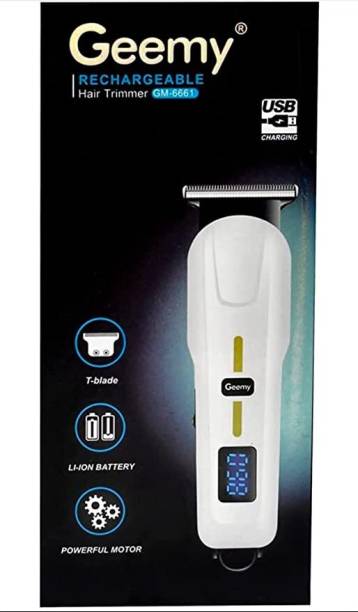 Geemy®
RECHARGEABLE
Hair Trimmer GM-6661
USB
CHARGING
T-blade
LI-ION BATTERY
POWERFUL MOTOR
Geemy